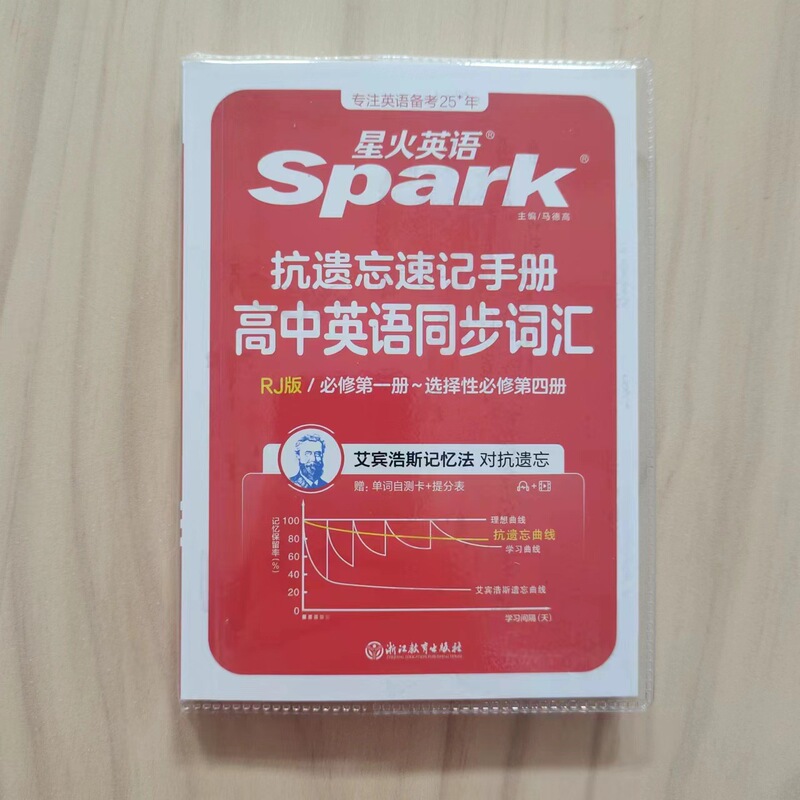 专注英语备考25⁺年
星火英语®
Spark®
主编/马德高
抗遗忘速记手册
高中英语同步词汇
RJ版 / 必修第一册～选择性必修第四册
艾宾浩斯记忆法 对抗遗忘
赠：单词自测卡+提分表
记忆保留率(%)
100
80
60
40
20
0
理想曲线
抗遗忘曲线
学习曲线
艾宾浩斯遗忘曲线
学习间隔（天）
浙江教育出版社